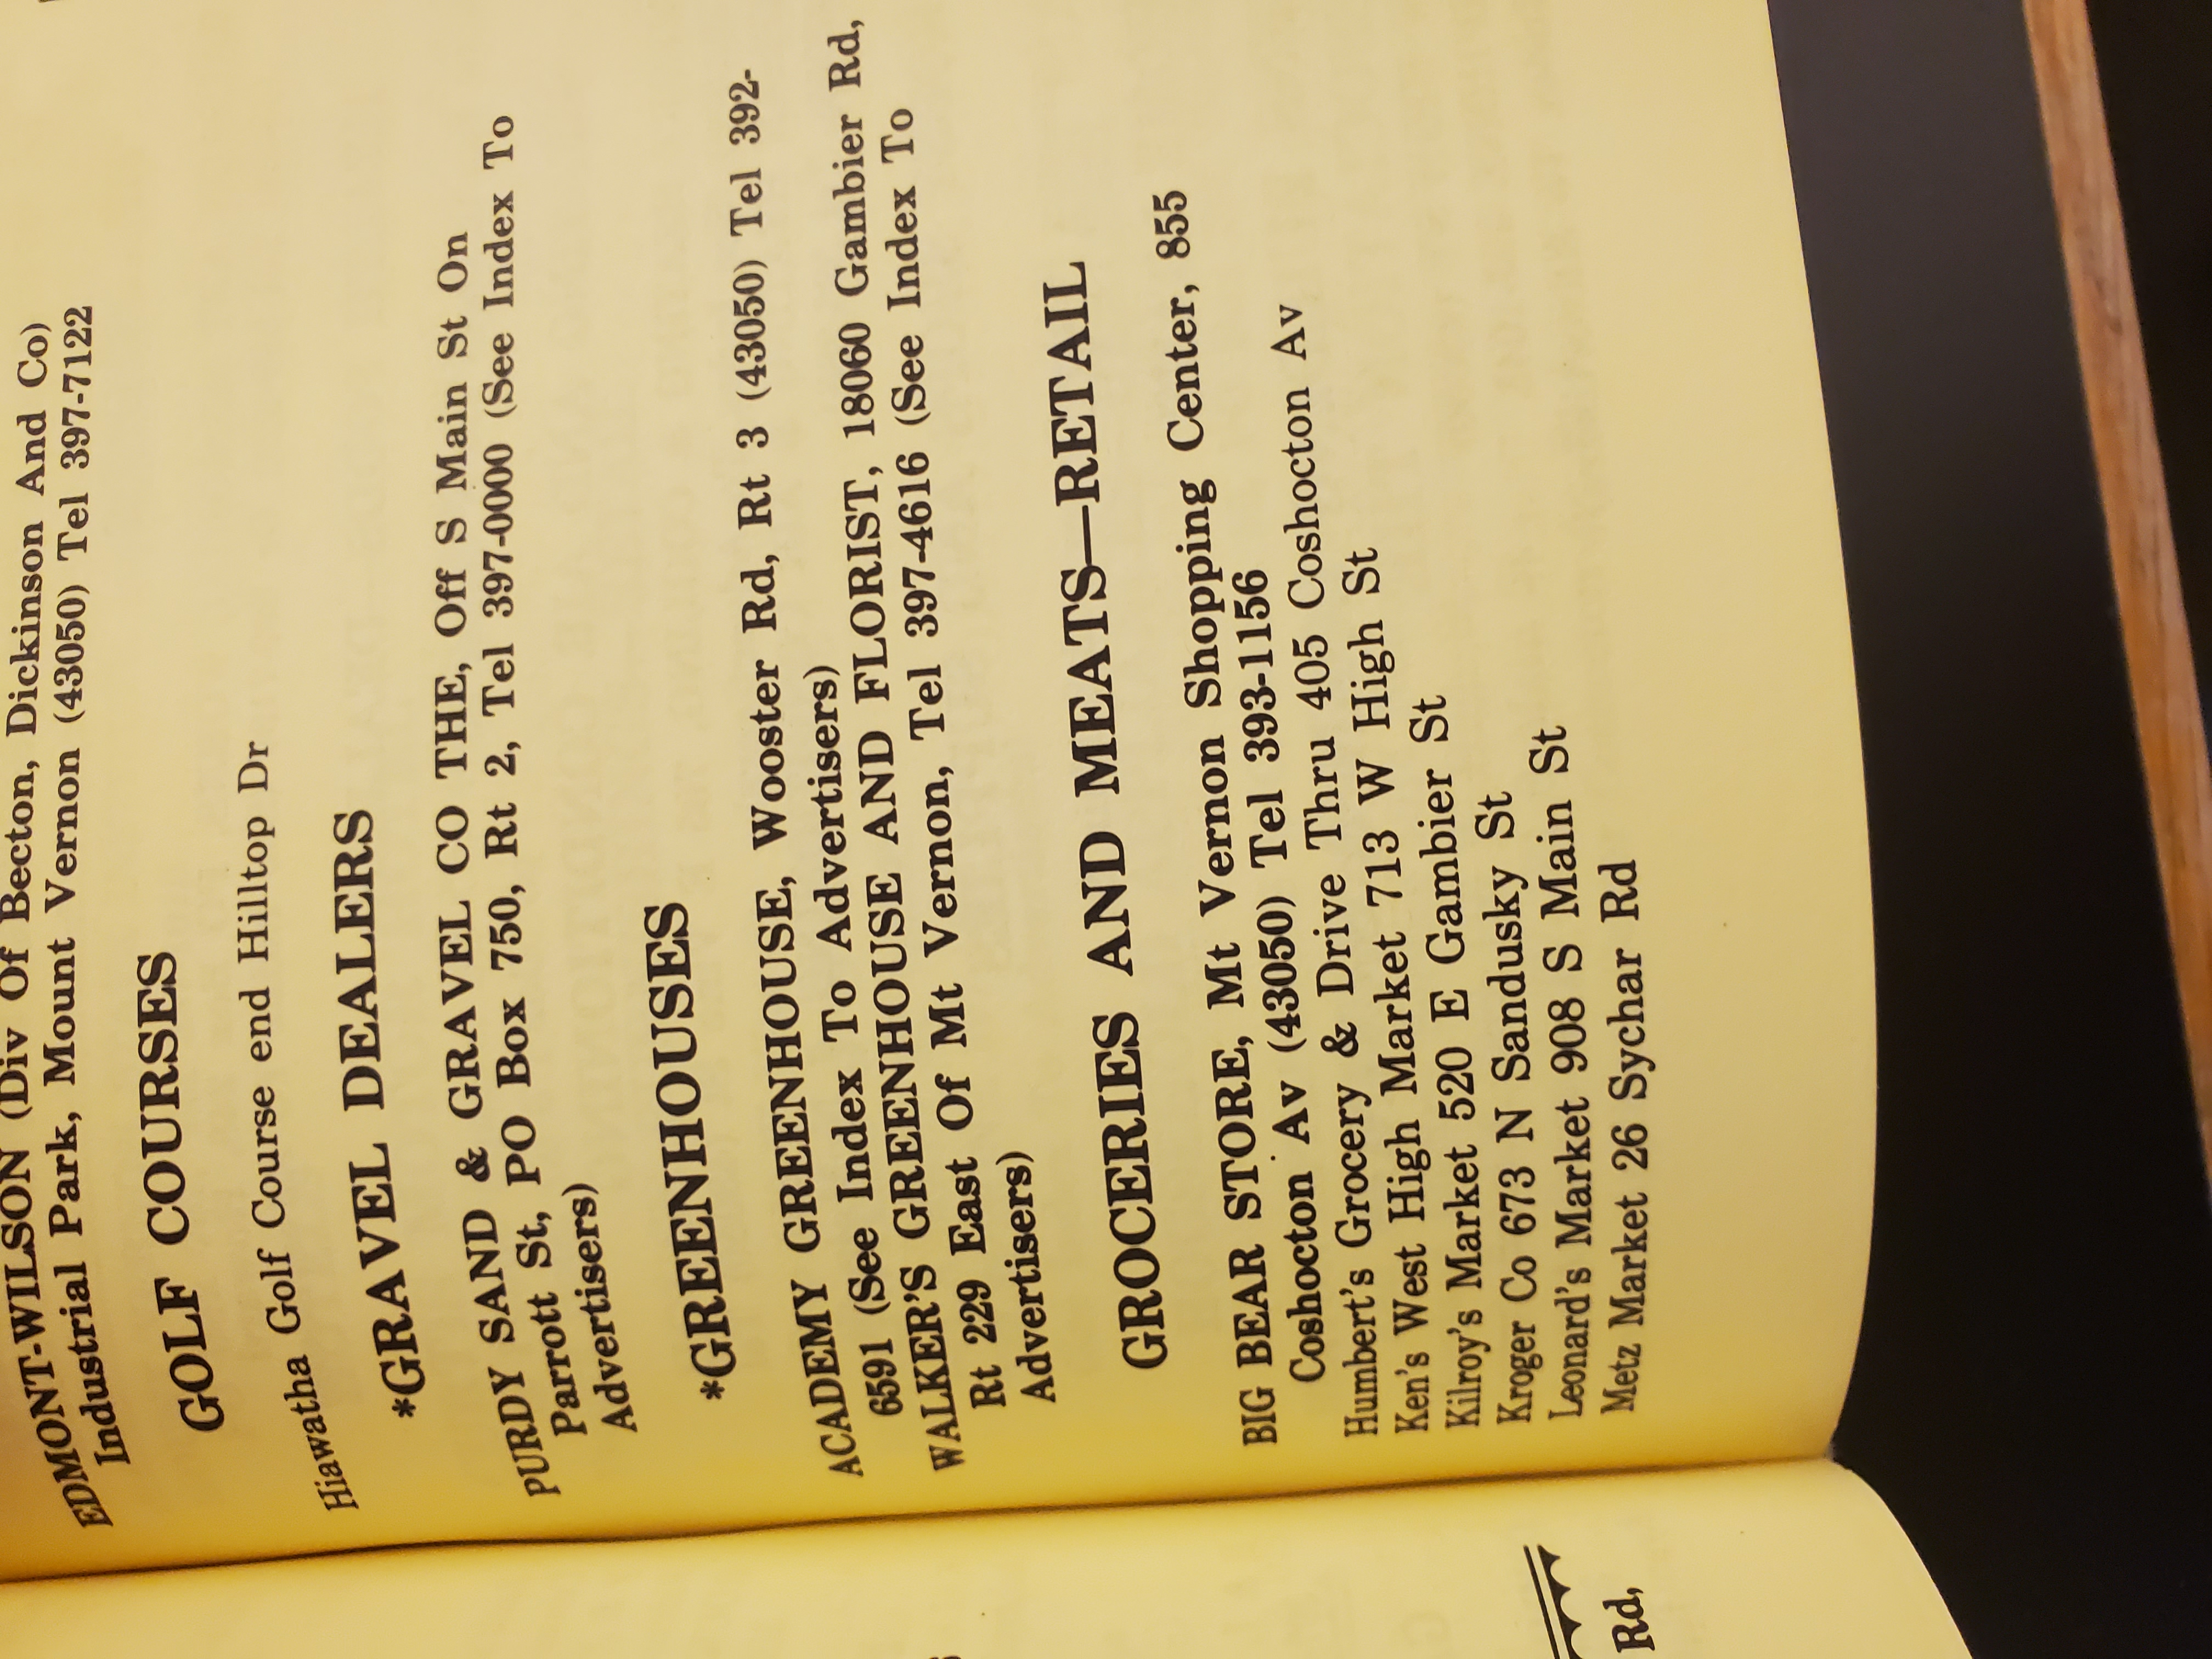 EDMONT-WILSON (Div Of Becton, Dickinson And Co)
Industrial Park, Mount Vernon (43050) Tel 397-7122
GOLF COURSES
Hiawatha Golf Course end Hilltop Dr
*GRAVEL DEALERS
PURDY SAND & GRAVEL CO THE, Off S Main St On
Parrott St, PO Box 750, Rt 2, Tel 397-0000 (See Index To
Advertisers)
*GREENHOUSES
ACADEMY GREENHOUSE, Wooster Rd, Rt 3 (43050) Tel 392-
6591 (See Index To Advertisers)
WALKER'S GREENHOUSE AND FLORIST, 18060 Gambier Rd,
Rt 229 East Of Mt Vernon, Tel 397-4616 (See Index To
Advertisers)
GROCERIES AND MEATS—RETAIL
BIG BEAR STORE, Mt Vernon Shopping Center, 855
Coshocton Av (43050) Tel 393-1156
Humbert's Grocery & Drive Thru 405 Coshocton Av
Ken's West High Market 713 W High St
Kilroy's Market 520 E Gambier St
Kroger Co 673 N Sandusky St
Leonard's Market 908 S Main St
Metz Market 26 Sychar Rd
Rd,